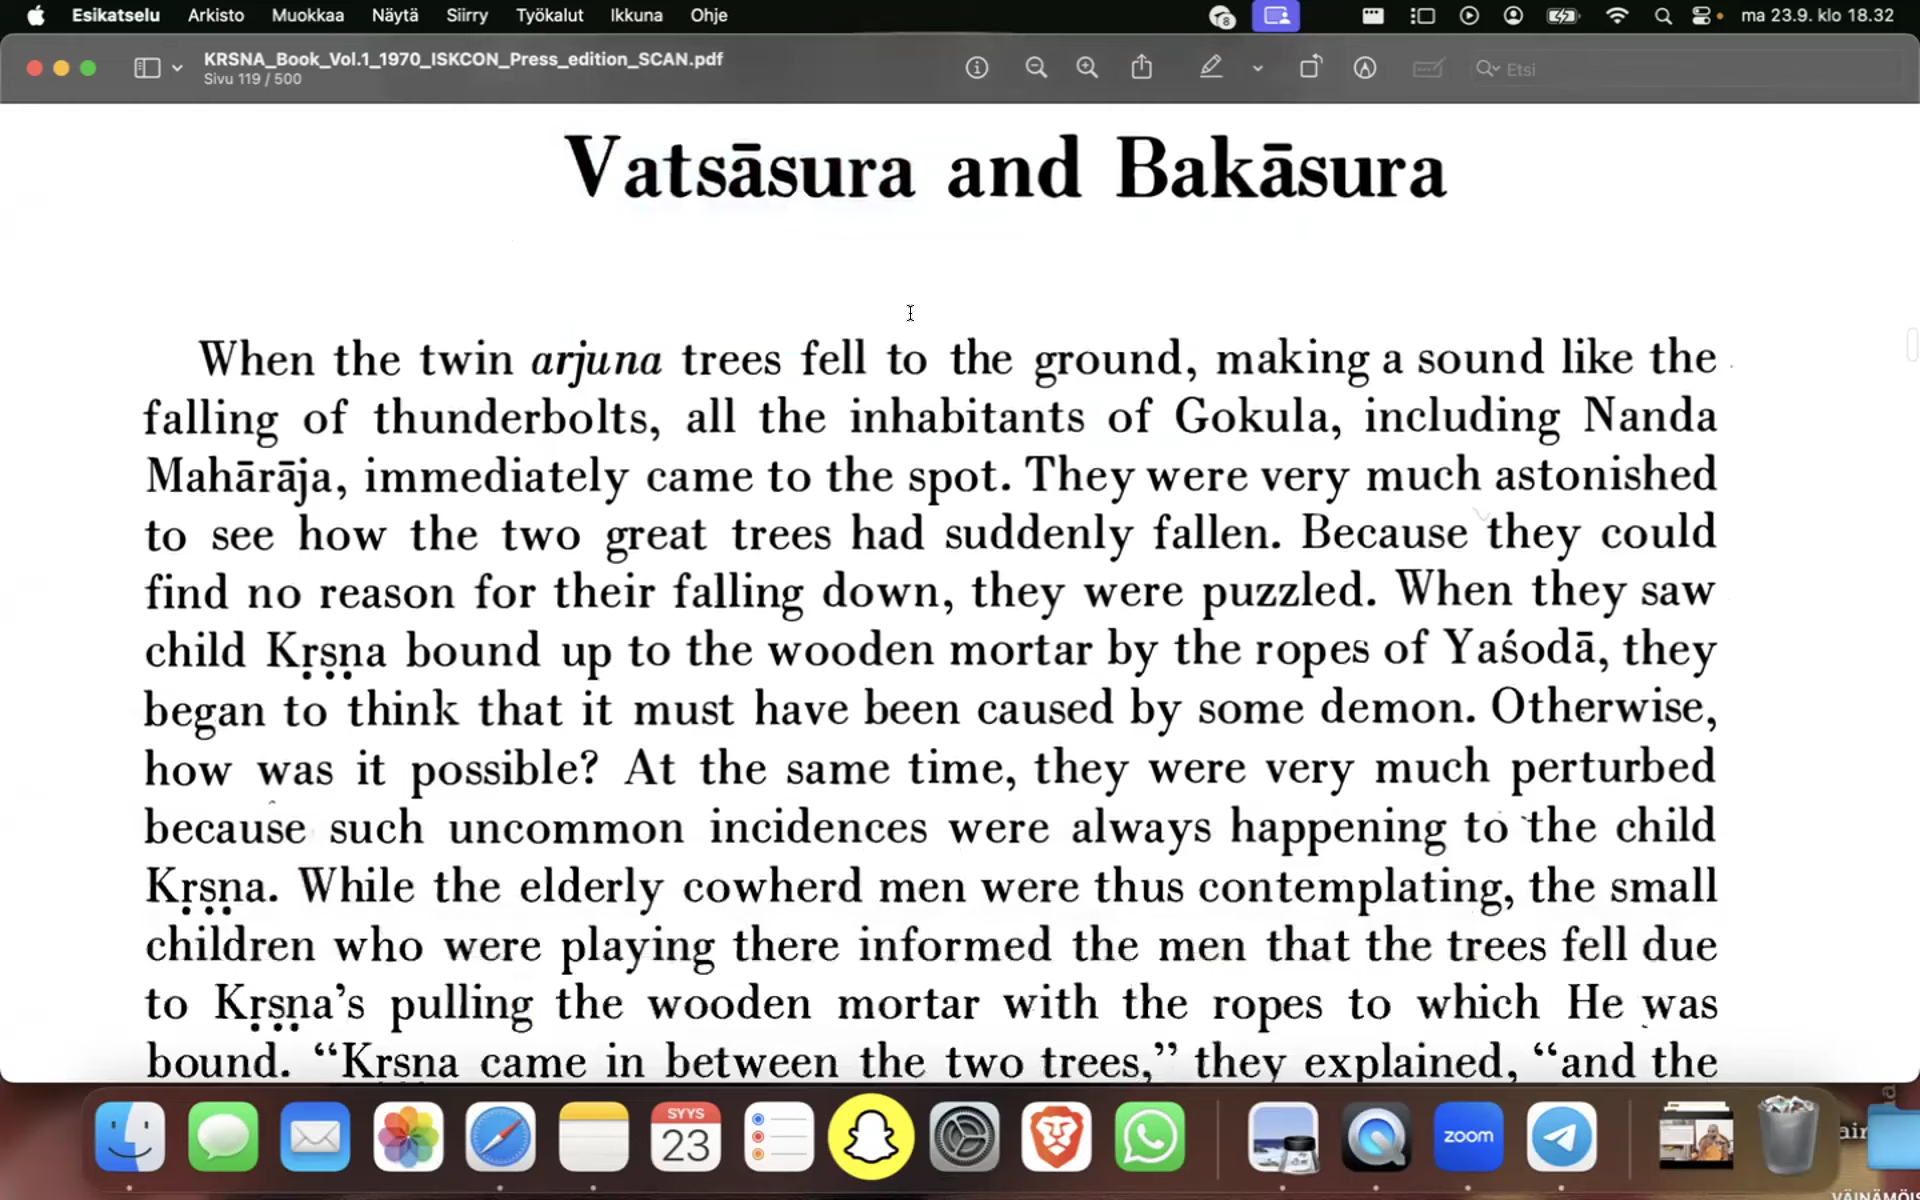 Esikatselu Arkisto Muokkaa Näytä Siirry Työkalut Ikkuna Ohje 8 ma 23.9. klo 18.32
KRSNA_Book_Vol.1_1970_ISKCON_Press_edition_SCAN.pdf
Sivu 119 / 500
Etsi
Vatsāsura and Bakāsura
When the twin arjuna trees fell to the ground, making a sound like the
falling of thunderbolts, all the inhabitants of Gokula, including Nanda
Mahārāja, immediately came to the spot. They were very much astonished
to see how the two great trees had suddenly fallen. Because they could
find no reason for their falling down, they were puzzled. When they saw
child Kṛṣṇa bound up to the wooden mortar by the ropes of Yaśodā, they
began to think that it must have been caused by some demon. Otherwise,
how was it possible? At the same time, they were very much perturbed
because such uncommon incidences were always happening to the child
Kṛṣṇa. While the elderly cowherd men were thus contemplating, the small
children who were playing there informed the men that the trees fell due
to Kṛṣṇa’s pulling the wooden mortar with the ropes to which He was
bound. “Kṛṣṇa came in between the two trees,” they explained, “and the
SYYS
23
zoom